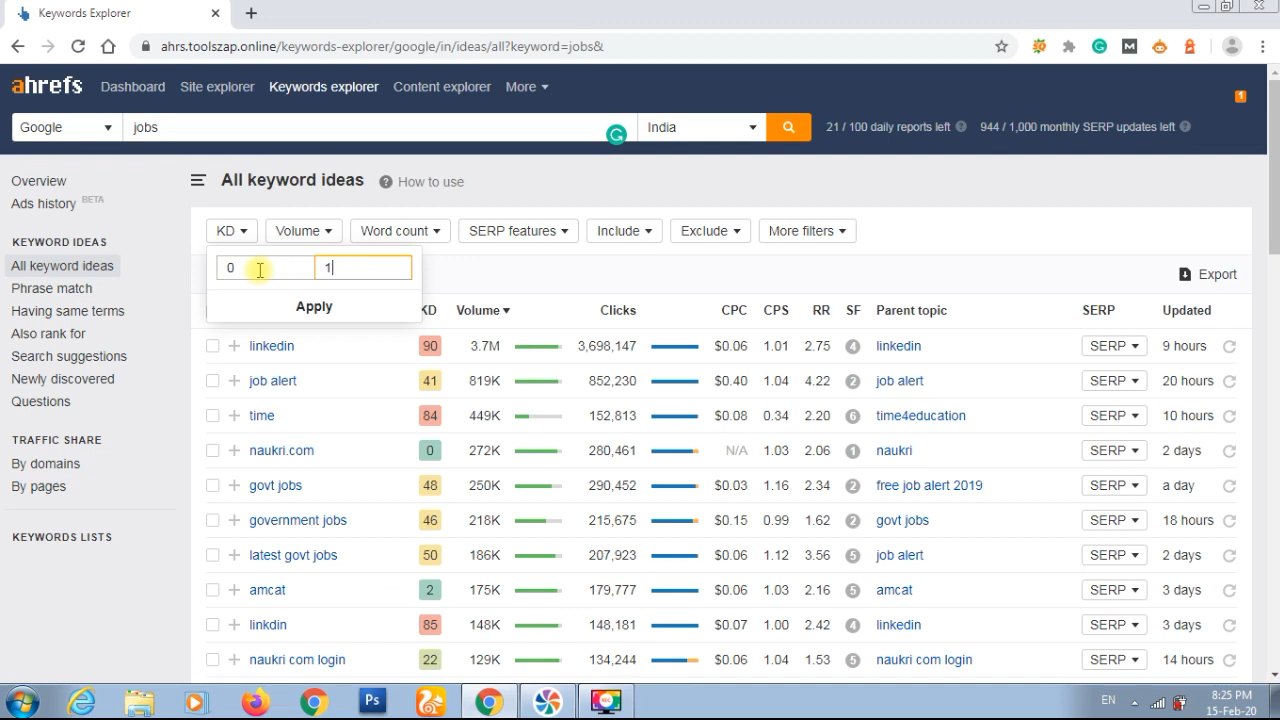 Keywords Explorer
ahrs.toolszap.online/keywords-explorer/google/in/ideas/all?keyword=jobs&
ahrefs Dashboard Site explorer Keywords explorer Content explorer More 1
Google jobs India 21 / 100 daily reports left 944 / 1,000 monthly SERP updates left
Overview
Ads history BETA
KEYWORD IDEAS
All keyword ideas
Phrase match
Having same terms
Also rank for
Search suggestions
Newly discovered
Questions
TRAFFIC SHARE
By domains
By pages
KEYWORDS LISTS
All keyword ideas How to use
KD Volume Word count SERP features Include Exclude More filters
0 1
Apply
Export
KD Volume Clicks CPC CPS RR SF Parent topic SERP Updated
linkedin 90 3.7M 3,698,147 $0.06 1.01 2.75 4 linkedin SERP 9 hours
job alert 41 819K 852,230 $0.40 1.04 4.22 2 job alert SERP 20 hours
time 84 449K 152,813 $0.08 0.34 2.20 6 time4education SERP 10 hours
naukri.com 0 272K 280,461 N/A 1.03 2.06 1 naukri SERP 2 days
govt jobs 48 250K 290,452 $0.03 1.16 2.34 2 free job alert 2019 SERP a day
government jobs 46 218K 215,675 $0.15 0.99 1.62 2 govt jobs SERP 18 hours
latest govt jobs 50 186K 207,923 $0.06 1.12 3.56 5 job alert SERP 2 days
amcat 2 175K 179,777 $0.06 1.03 2.16 5 amcat SERP 3 days
linkdin 85 148K 148,181 $0.07 1.00 2.42 4 linkedin SERP 3 days
naukri com login 22 129K 134,244 $0.06 1.04 1.53 5 naukri com login SERP 14 hours
Ps EN 8:25 PM
15-Feb-20